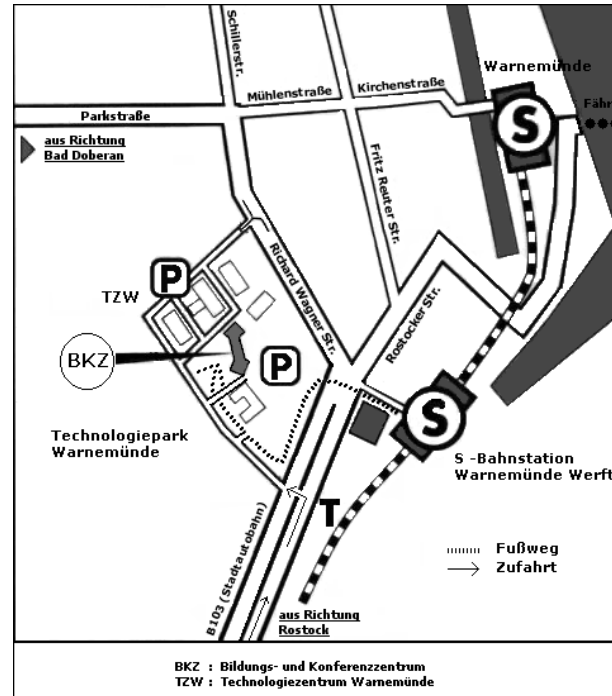 Schillerstr.
Mühlenstraße
Kirchenstraße
Warnemünde
Parkstraße
S
aus Richtung
Bad Doberan
Fritz Reuter Str.
P
Richard Wagner Str.
TZW
Rostocker Str.
BKZ
P
S
Technologiepark
Warnemünde
S -Bahnstation
Warnemünde Werft
T
B103 (Stadtautobahn)
Fußweg
Zufahrt
aus Richtung
Rostock
BKZ : Bildungs- und Konferenzzentrum
TZW : Technologiezentrum Warnemünde